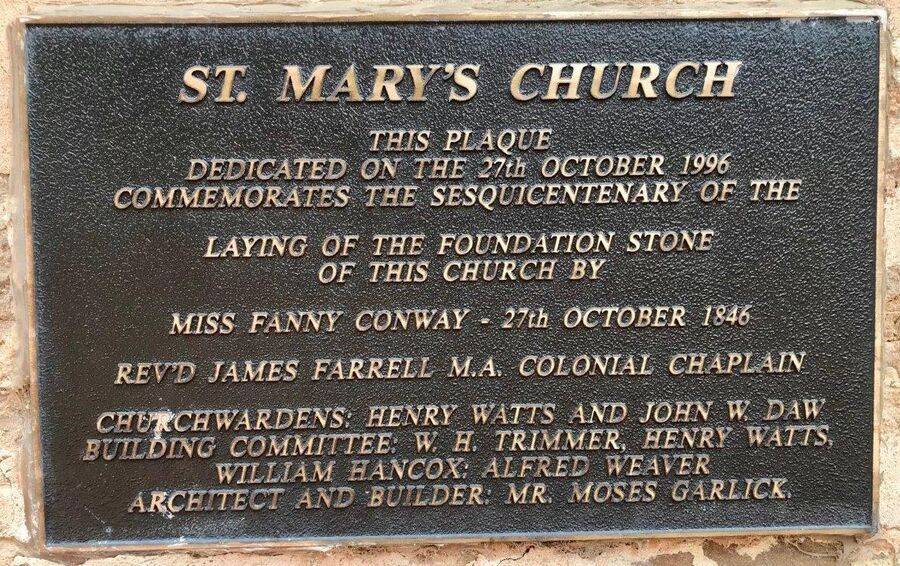 ST. MARY'S CHURCH
THIS PLAQUE
DEDICATED ON THE 27th OCTOBER 1996
COMMEMORATES THE SESQUICENTENARY OF THE
LAYING OF THE FOUNDATION STONE
OF THIS CHURCH BY
MISS FANNY CONWAY - 27th OCTOBER 1846
REV'D JAMES FARRELL M.A. COLONIAL CHAPLAIN
CHURCHWARDENS: HENRY WATTS AND JOHN W. DAW
BUILDING COMMITTEE: W. H. TRIMMER, HENRY WATTS,
WILLIAM HANCOX: ALFRED WEAVER
ARCHITECT AND BUILDER: MR. MOSES GARLICK.